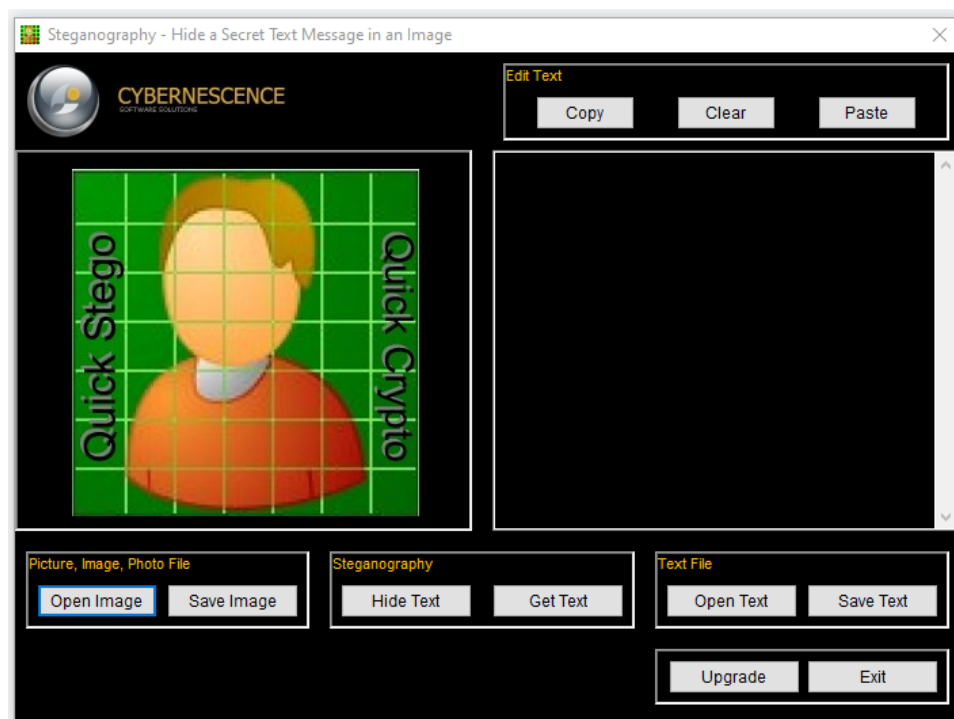 Steganography - Hide a Secret Text Message in an Image
CYBERNESCENCE
SOFTWARE SOLUTIONS
Edit Text
Copy Clear Paste
Quick Stego
Quick Crypto
Picture, Image, Photo File
Open Image Save Image
Steganography
Hide Text Get Text
Text File
Open Text Save Text
Upgrade Exit